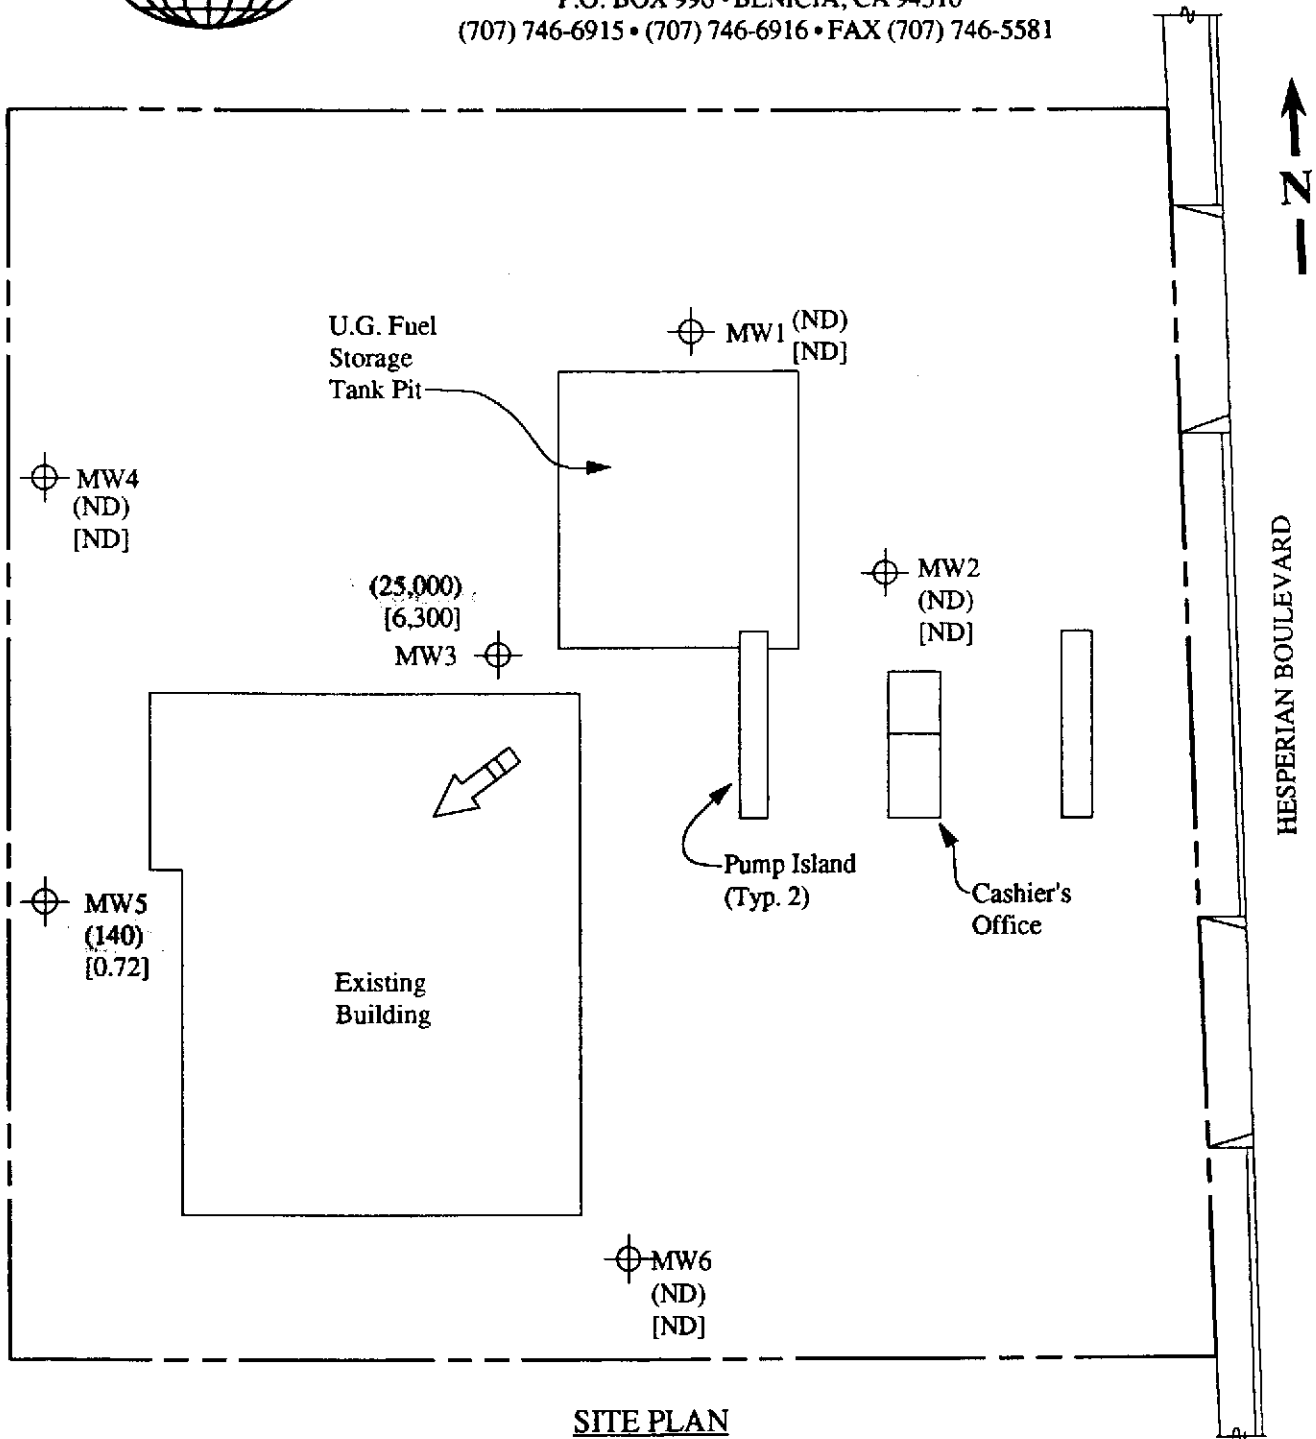 (707) 746-6915 • (707) 746-6916 • FAX (707) 746-5581
N
U.G. Fuel
Storage
Tank Pit
MW1 (ND)
[ND]
MW4
(ND)
[ND]
MW2
(ND)
[ND]
(25,000)
[6,300]
MW3
HESPERIAN BOULEVARD
Pump Island
(Typ. 2)
Cashier's
Office
MW5
(140)
[0.72]
Existing
Building
MW6
(ND)
[ND]
SITE PLAN